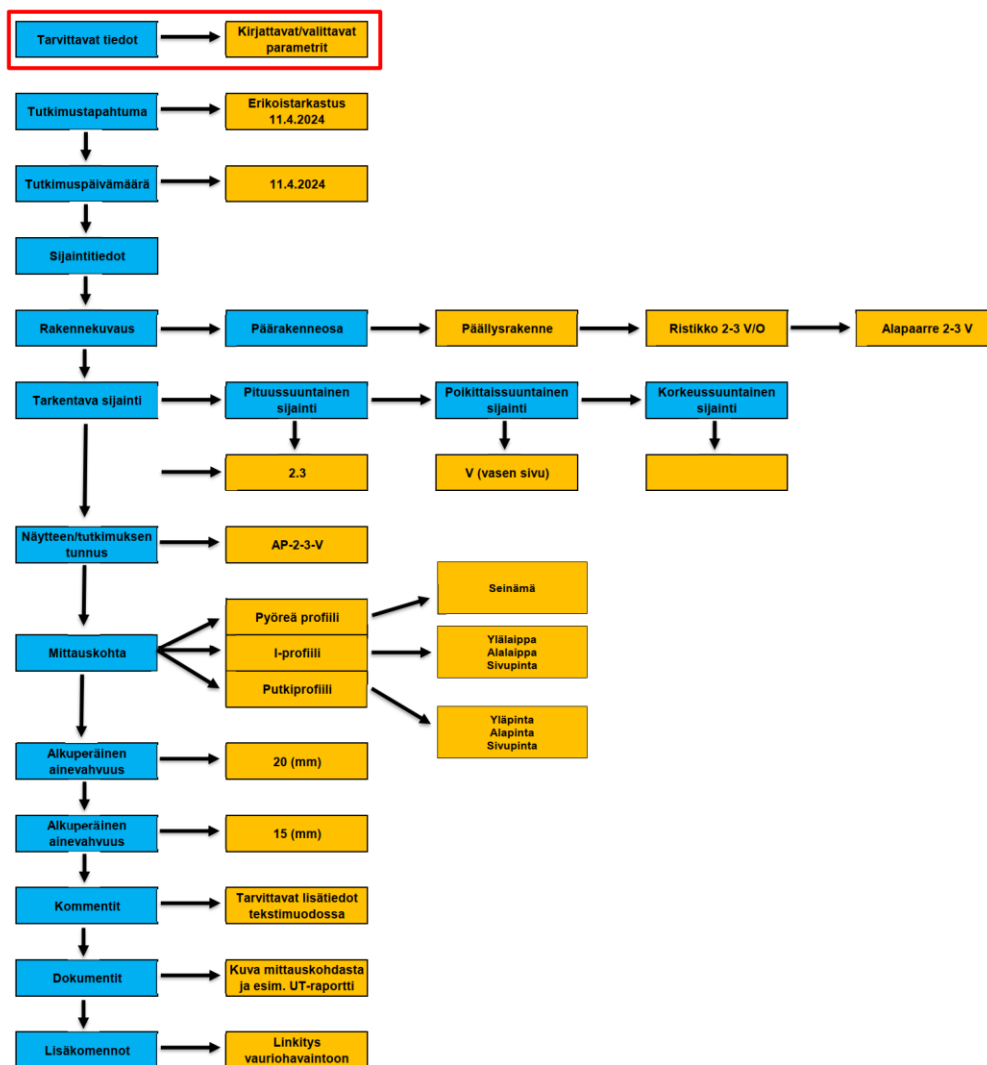 Tarvittavat tiedot
Kirjattavat/valittavat
parametrit
Tutkimustapahtuma
Erikoistarkastus
11.4.2024
Tutkimuspäivämäärä
11.4.2024
Sijaintitiedot
Rakennekuvaus
Päärakenneosa
Päällysrakenne
Ristikko 2-3 V/O
Alapaarre 2-3 V
Tarkentava sijainti
Pituussuuntainen
sijainti
Poikittaissuuntainen
sijainti
Korkeussuuntainen
sijainti
2.3
V (vasen sivu)
Näytteen/tutkimuksen
tunnus
AP-2-3-V
Mittauskohta
Pyöreä profiili
I-profiili
Putkiprofiili
Seinämä
Ylälaippa
Alalaippa
Sivupinta
Yläpinta
Alapinta
Sivupinta
Alkuperäinen
ainevahvuus
20 (mm)
Alkuperäinen
ainevahvuus
15 (mm)
Kommentit
Tarvittavat lisätiedot
tekstimuodossa
Dokumentit
Kuva mittauskohdasta
ja esim. UT-raportti
Lisäkomennot
Linkitys
vauriohavaintoon